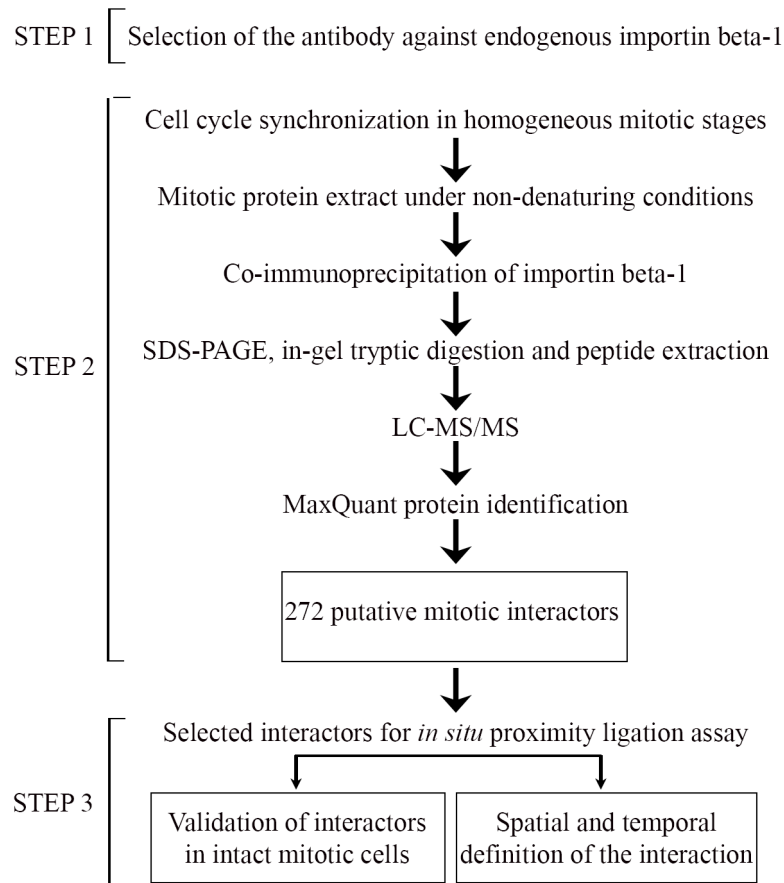 STEP 1
Selection of the antibody against endogenous importin beta-1
STEP 2
Cell cycle synchronization in homogeneous mitotic stages
Mitotic protein extract under non-denaturing conditions
Co-immunoprecipitation of importin beta-1
SDS-PAGE, in-gel tryptic digestion and peptide extraction
LC-MS/MS
MaxQuant protein identification
272 putative mitotic interactors
STEP 3
Selected interactors for in situ proximity ligation assay
Validation of interactors
in intact mitotic cells
Spatial and temporal
definition of the interaction